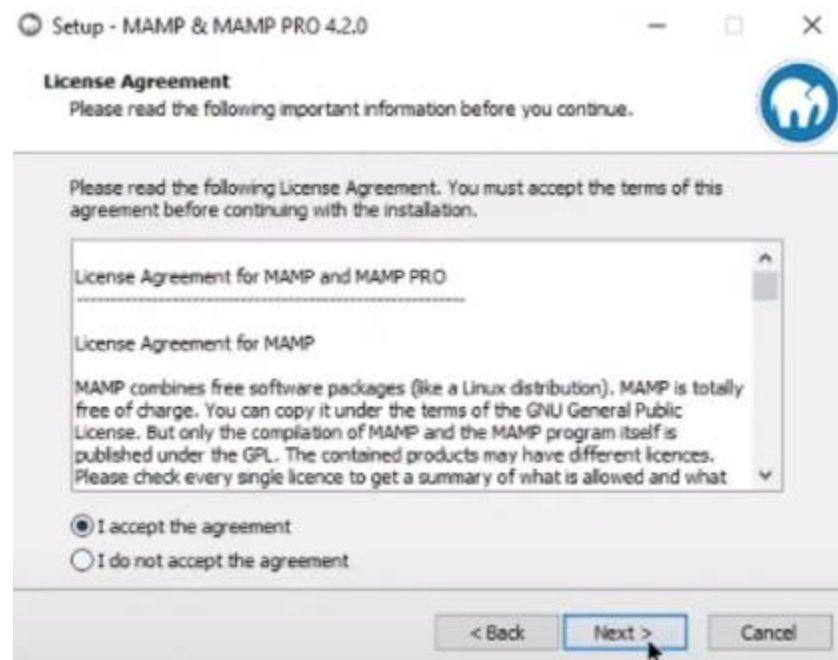 Setup - MAMP & MAMP PRO 4.2.0
License Agreement
Please read the following important information before you continue.
Please read the following License Agreement. You must accept the terms of this
agreement before continuing with the installation.
License Agreement for MAMP and MAMP PRO
------------------------------------------------------------
License Agreement for MAMP
MAMP combines free software packages (like a Linux distribution). MAMP is totally
free of charge. You can copy it under the terms of the GNU General Public
License. But only the compilation of MAMP and the MAMP program itself is
published under the GPL. The contained products may have different licences.
Please check every single licence to get a summary of what is allowed and what
I accept the agreement
I do not accept the agreement
< Back Next > Cancel